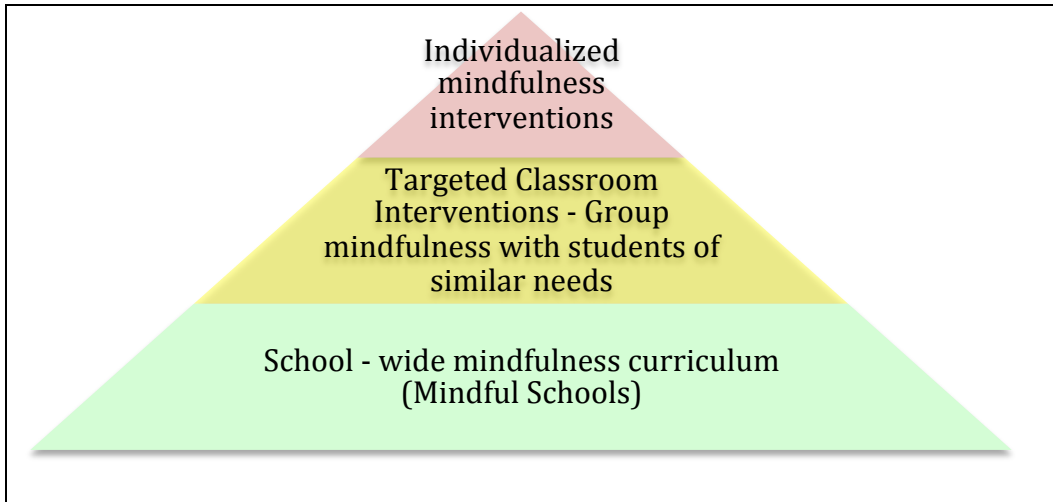 Individualized
mindfulness
interventions
Targeted Classroom
Interventions - Group
mindfulness with students of
similar needs
School - wide mindfulness curriculum
(Mindful Schools)